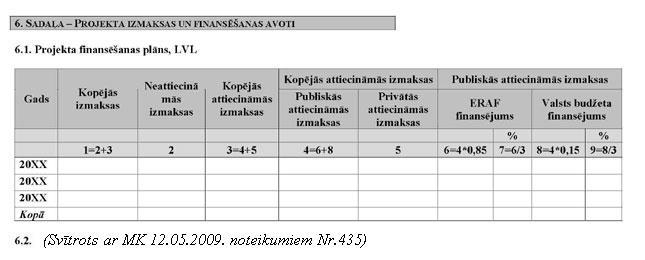 6. SADAĻA – PROJEKTA IZMAKSAS UN FINANSĒŠANAS AVOTI
6.1. Projekta finansēšanas plāns, LVL
Gads
Kopējās izmaksas
Neattiecinā mās izmaksas
Kopējās attiecināmās izmaksas
Kopējās attiecināmās izmaksas
Publiskās attiecināmās izmaksas
Publiskās attiecināmās izmaksas
Privātās attiecināmās izmaksas
ERAF finansējums
Valsts budžeta finansējums
% %
1=2+3 2 3=4+5 4=6+8 5 6=4*0,85 7=6/3 8=4*0,15 9=8/3
20XX
20XX
20XX
Kopā
6.2. (Svītrots ar MK 12.05.2009. noteikumiem Nr.435)